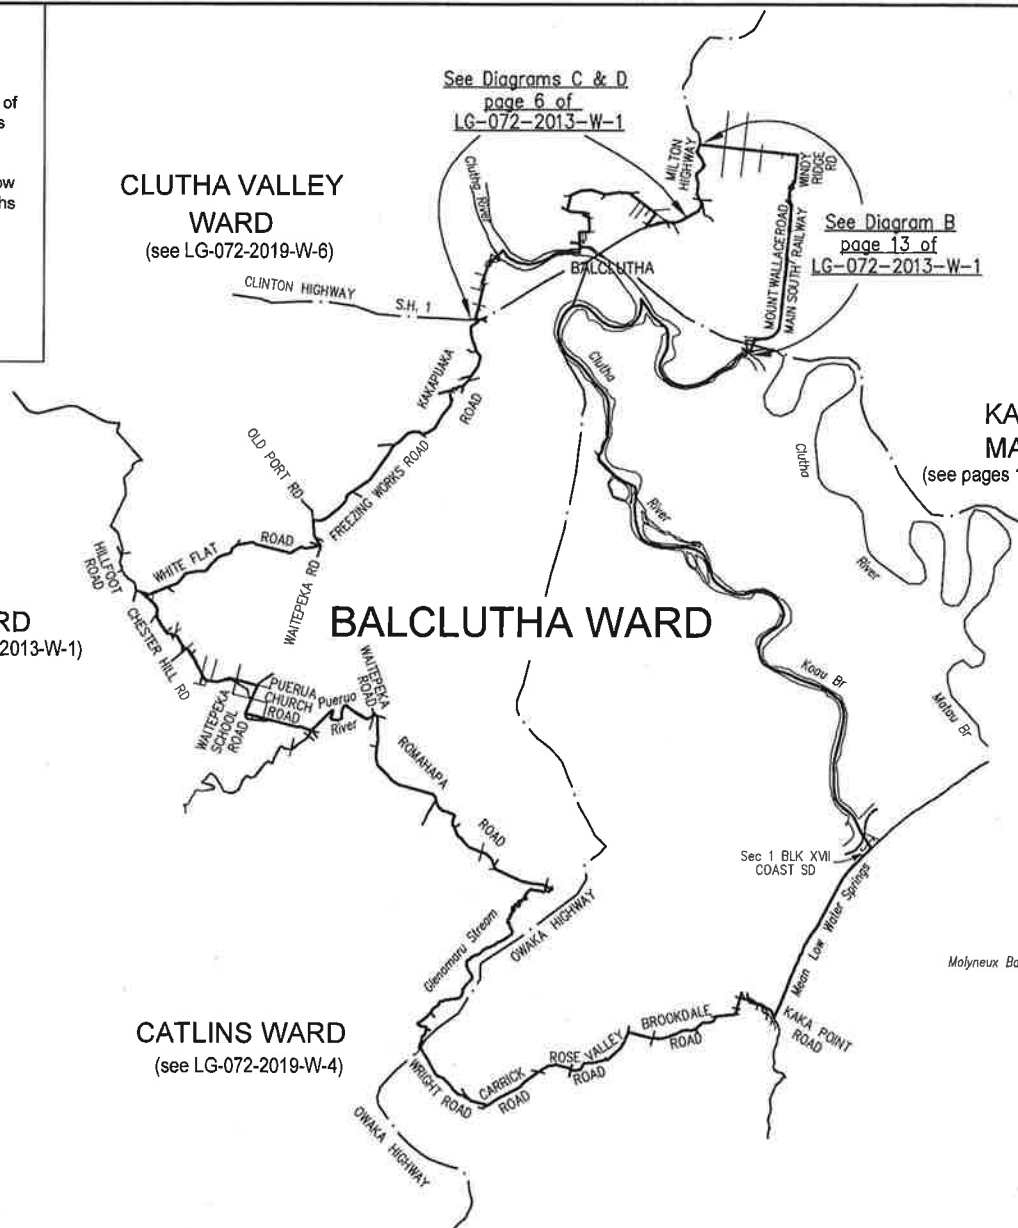 of
s
ow
hs
See Diagrams C & D
page 6 of
LG-072-2013-W-1
CLUTHA VALLEY
WARD
(see LG-072-2019-W-6)
Clutha River
MILTON
HIGHWAY
WINDY
RIDGE
RD
See Diagram B
page 13 of
LG-072-2013-W-1
MOUNT WALLACE ROAD
MAIN SOUTH RAILWAY
BALCLUTHA
CLINTON HIGHWAY
S.H. 1
KAKAPUAKA
ROAD
Clutha
River
KA
MA
(see pages 1
Clutha
River
OLD PORT RD
FREEZING WORKS ROAD
WHITE FLAT
ROAD
HILLFOOT
ROAD
WAITEPEKA RD
BALCLUTHA WARD
RD
2013-W-1)
CHESTER HILL RD
WAITEPEKA
ROAD
PUERUA
CHURCH
ROAD
Puerua
River
WAITEPEKA
SCHOOL
ROAD
Koau Br
Matau Br
ROMAHAPA
ROAD
Sec 1 BLK XVII
COAST SD
Mean Low Water Springs
Glenomaru Stream
OWAKA HIGHWAY
Molyneux Ba
CATLINS WARD
(see LG-072-2019-W-4)
KAKA POINT
ROAD
BROOKDALE
ROAD
ROSE VALLEY
ROAD
CARRICK
ROAD
WRIGHT ROAD
OWAKA HIGHWAY